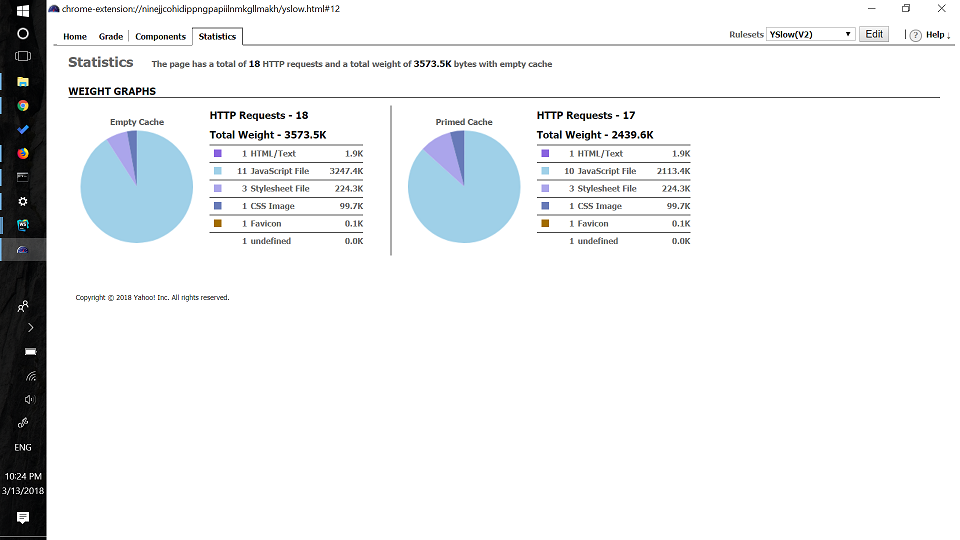 chrome-extension://ninejjcohidippngpapiilnmkgllmakh/yslow.html#12
Home Grade Components Statistics
Rulesets YSlow(V2) Edit ? Help ↓
Statistics The page has a total of 18 HTTP requests and a total weight of 3573.5K bytes with empty cache
WEIGHT GRAPHS
Empty Cache
HTTP Requests - 18
Total Weight - 3573.5K
1 HTML/Text 1.9K
11 JavaScript File 3247.4K
3 Stylesheet File 224.3K
1 CSS Image 99.7K
1 Favicon 0.1K
1 undefined 0.0K
Primed Cache
HTTP Requests - 17
Total Weight - 2439.6K
1 HTML/Text 1.9K
10 JavaScript File 2113.4K
3 Stylesheet File 224.3K
1 CSS Image 99.7K
1 Favicon 0.1K
1 undefined 0.0K
Copyright © 2018 Yahoo! Inc. All rights reserved.
WS
ENG
10:24 PM
3/13/2018